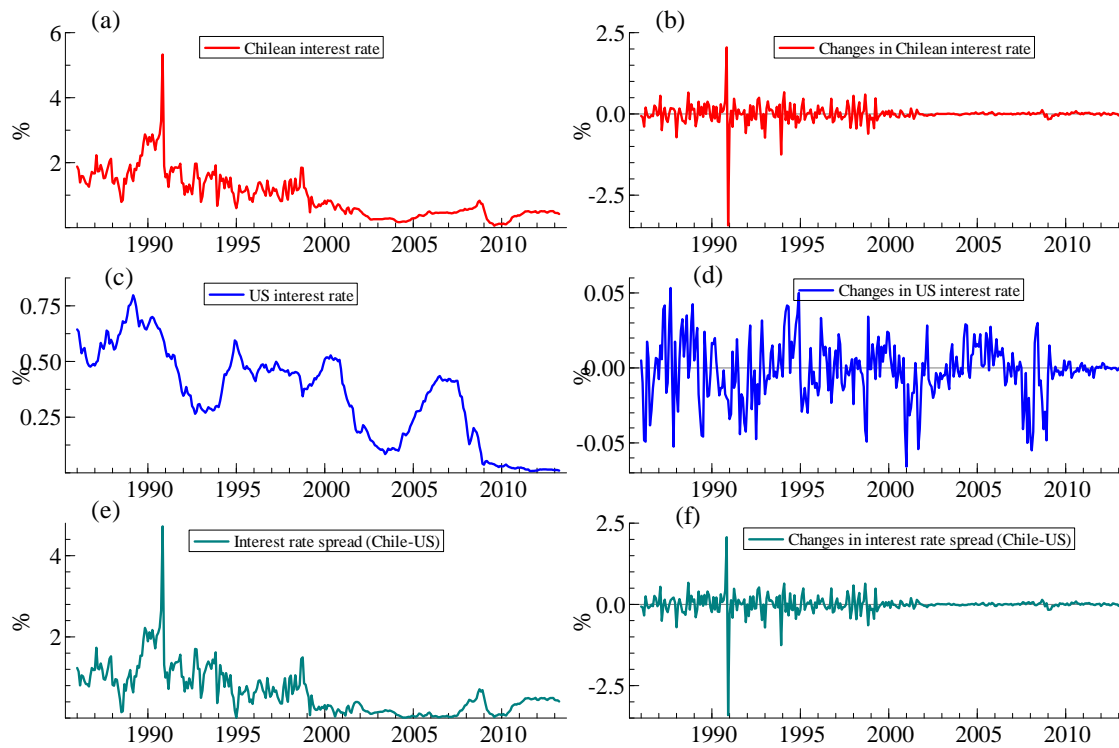 (a)
Chilean interest rate
%
6
4
2
1990 1995 2000 2005 2010
(b)
Changes in Chilean interest rate
%
2.5
0.0
-2.5
1990 1995 2000 2005 2010
(c)
US interest rate
%
0.75
0.50
0.25
1990 1995 2000 2005 2010
(d)
Changes in US interest rate
%
0.05
0.00
-0.05
1990 1995 2000 2005 2010
(e)
Interest rate spread (Chile-US)
%
4
2
1990 1995 2000 2005 2010
(f)
Changes in interest rate spread (Chile-US)
%
2.5
0.0
-2.5
1990 1995 2000 2005 2010